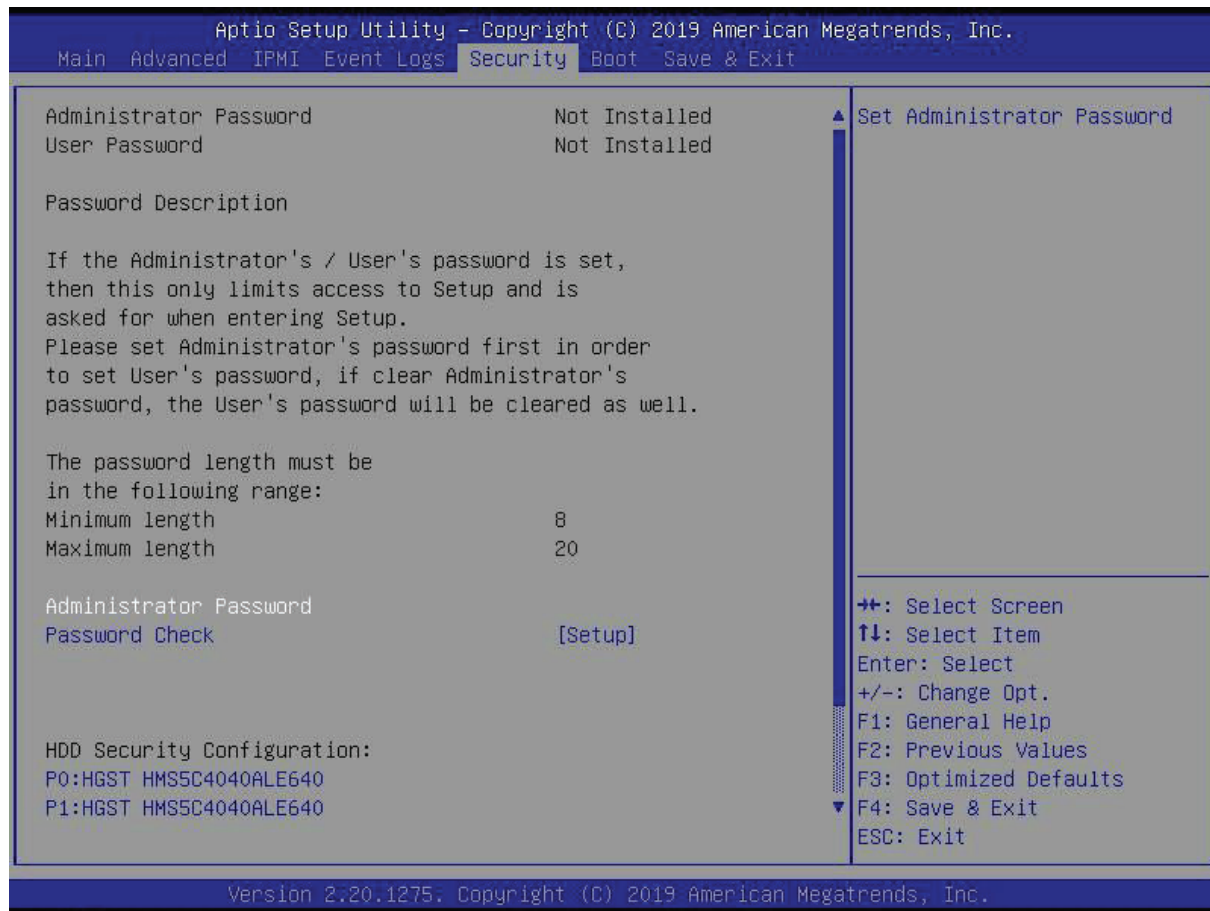 Aptio Setup Utility – Copyright (C) 2019 American Megatrends, Inc.
Main Advanced IPMI Event Logs Security Boot Save & Exit
Administrator Password Not Installed
User Password Not Installed
Password Description
If the Administrator's / User's password is set,
then this only limits access to Setup and is
asked for when entering Setup.
Please set Administrator's password first in order
to set User's password, if clear Administrator's
password, the User's password will be cleared as well.
The password length must be
in the following range:
Minimum length 8
Maximum length 20
Administrator Password
Password Check [Setup]
HDD Security Configuration:
P0:HGST HMS5C4040ALE640
P1:HGST HMS5C4040ALE640
▲
▼
Set Administrator Password
→←: Select Screen
↑↓: Select Item
Enter: Select
+/-: Change Opt.
F1: General Help
F2: Previous Values
F3: Optimized Defaults
F4: Save & Exit
ESC: Exit
Version 2.20.1275. Copyright (C) 2019 American Megatrends, Inc.